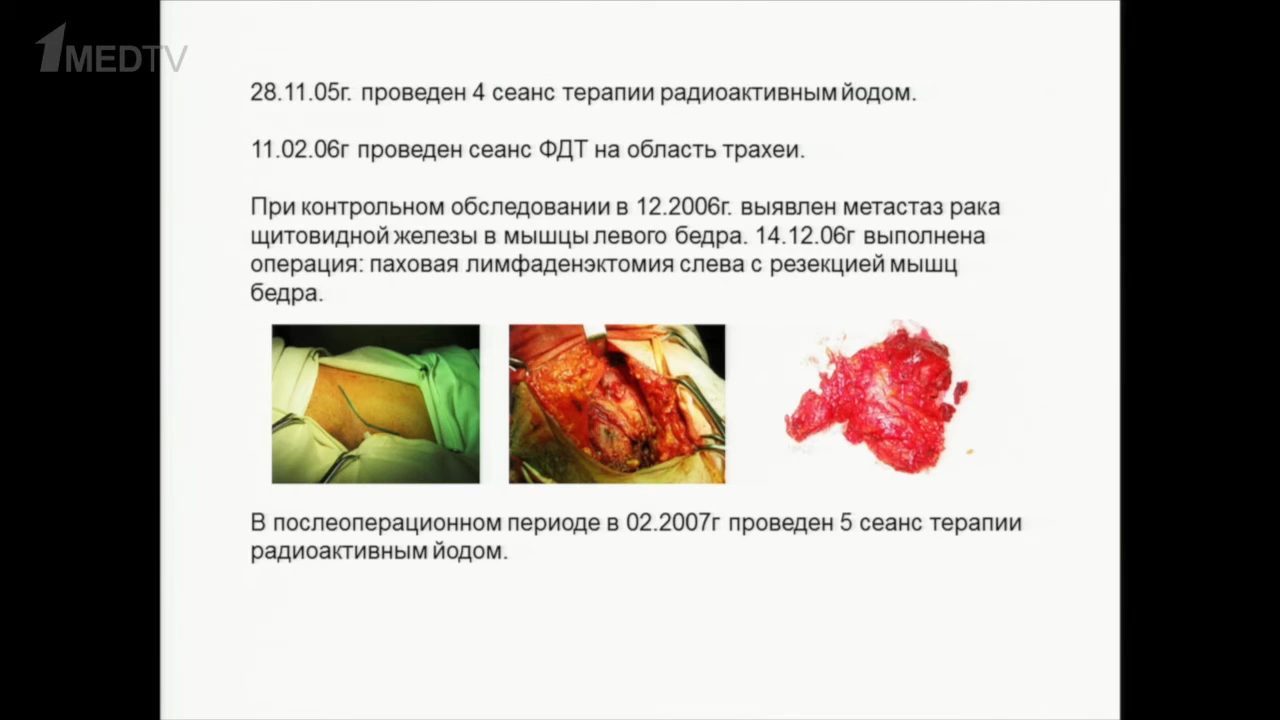 1MEDTV
28.11.05г. проведен 4 сеанс терапии радиоактивным йодом.
11.02.06г проведен сеанс ФДТ на область трахеи.
При контрольном обследовании в 12.2006г. выявлен метастаз рака
щитовидной железы в мышцы левого бедра. 14.12.06г выполнена
операция: паховая лимфаденэктомия слева с резекцией мышц
бедра.
В послеоперационном периоде в 02.2007г проведен 5 сеанс терапии
радиоактивным йодом.